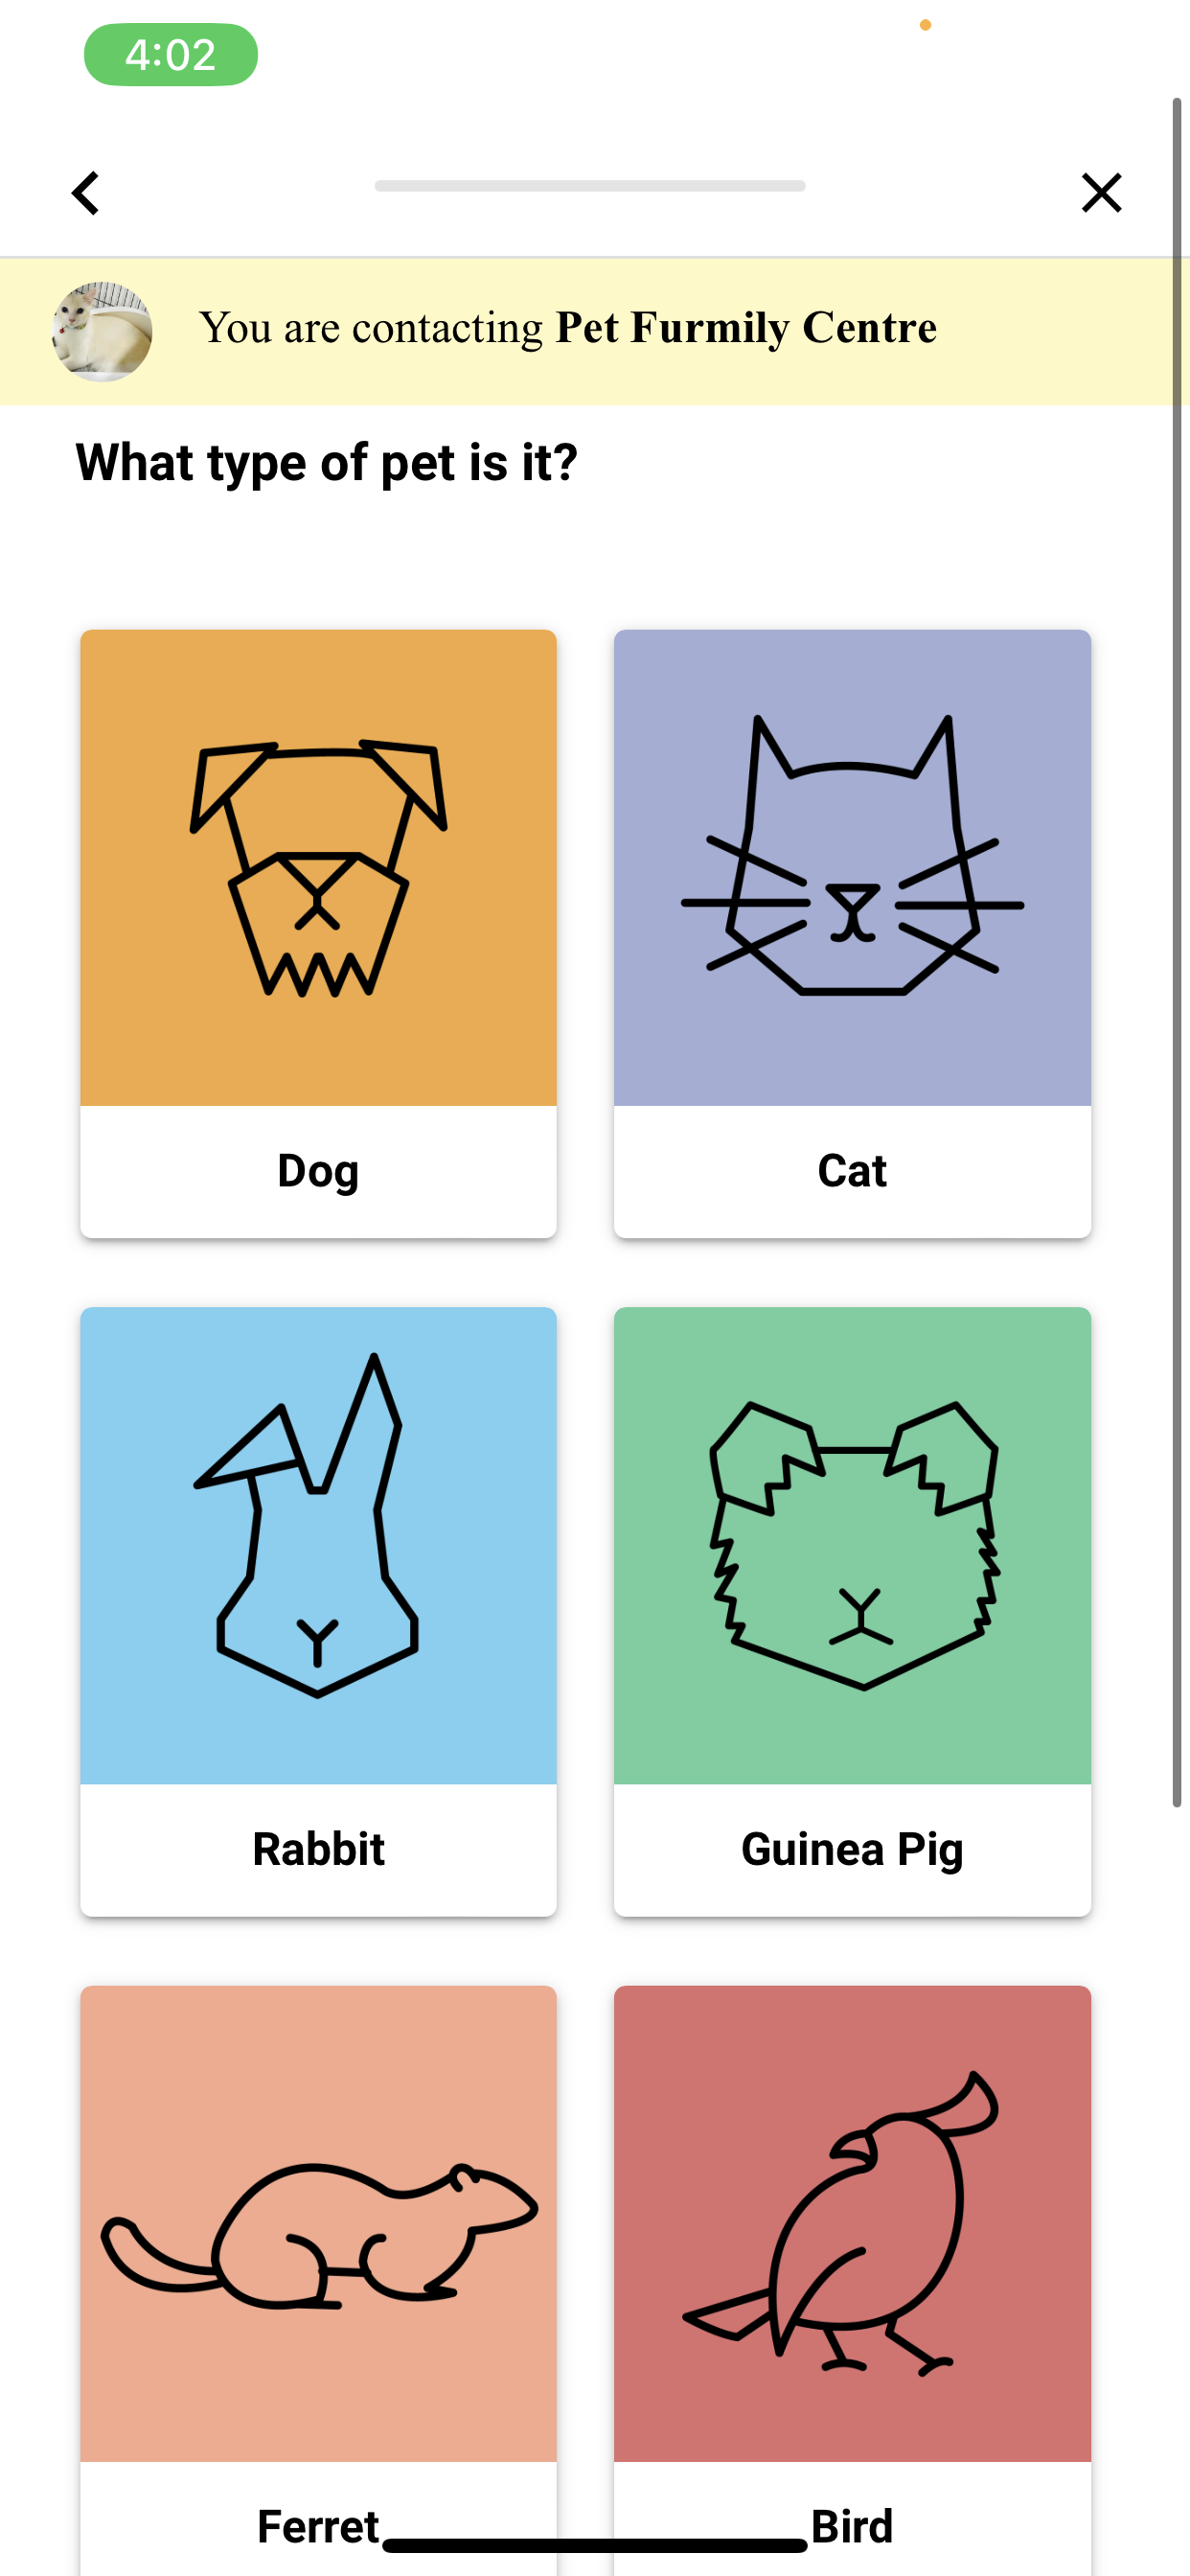 4:02
You are contacting Pet Furmily Centre
What type of pet is it?
Dog
Cat
Rabbit
Guinea Pig
Ferret
Bird